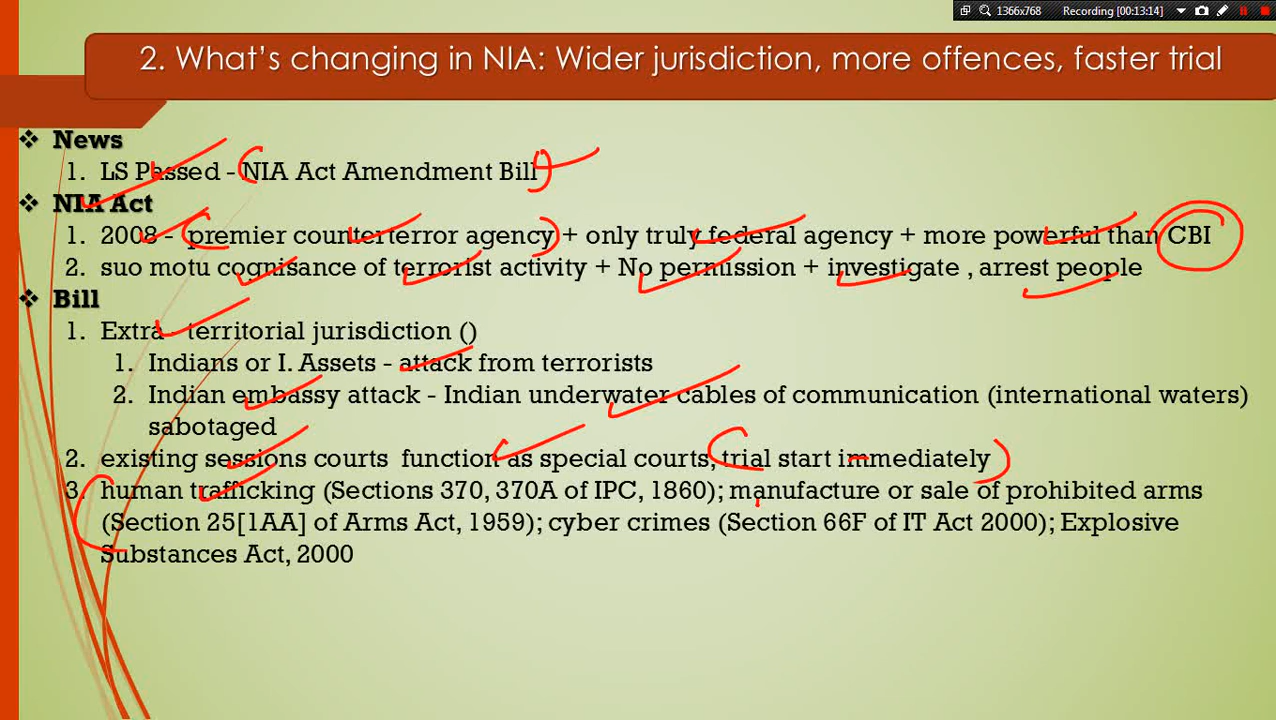 1366x768 Recording [00:13:14]
2. What's changing in NIA: Wider jurisdiction, more offences, faster trial
❖ News
1. LS Passed - NIA Act Amendment Bill
❖ NIA Act
1. 2008 - premier counterterror agency + only truly federal agency + more powerful than CBI
2. suo motu cognisance of terrorist activity + No permission + investigate , arrest people
❖ Bill
1. Extra - territorial jurisdiction ()
1. Indians or I. Assets - attack from terrorists
2. Indian embassy attack - Indian underwater cables of communication (international waters)
sabotaged
2. existing sessions courts function as special courts, trial start immediately
3. human trafficking (Sections 370, 370A of IPC, 1860); manufacture or sale of prohibited arms
(Section 25[1AA] of Arms Act, 1959); cyber crimes (Section 66F of IT Act 2000); Explosive
Substances Act, 2000